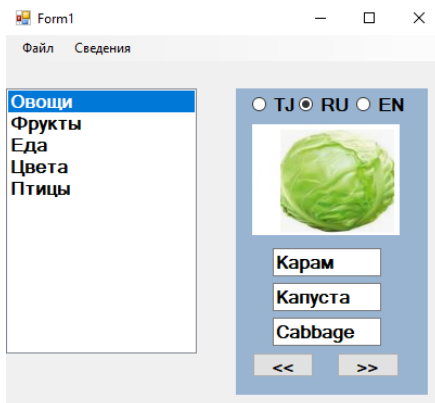 Form1
Файл Сведения
Овощи
Фрукты
Еда
Цвета
Птицы
TJ RU EN
Карам
Капуста
Cabbage
<< >>